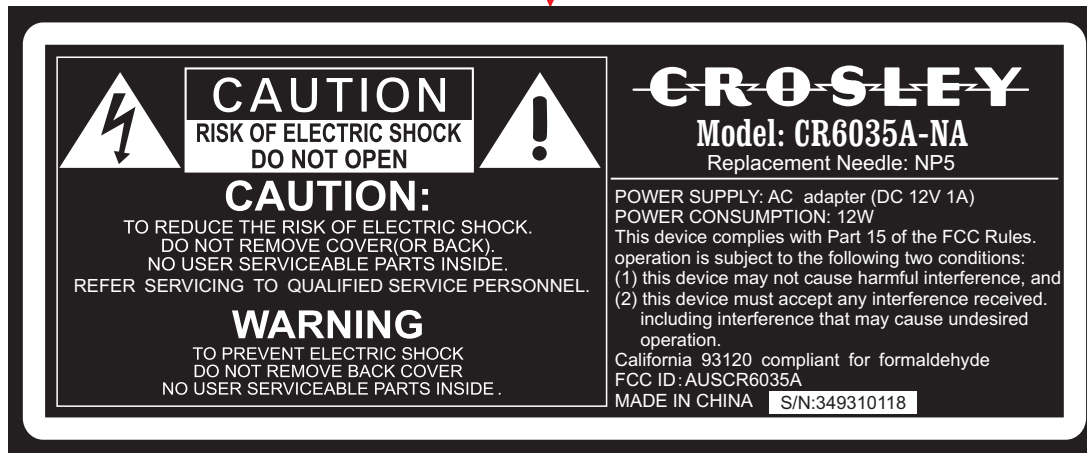 CAUTION
RISK OF ELECTRIC SHOCK
DO NOT OPEN
CAUTION:
TO REDUCE THE RISK OF ELECTRIC SHOCK.
DO NOT REMOVE COVER(OR BACK).
NO USER SERVICEABLE PARTS INSIDE.
REFER SERVICING TO QUALIFIED SERVICE PERSONNEL.
WARNING
TO PREVENT ELECTRIC SHOCK
DO NOT REMOVE BACK COVER
NO USER SERVICEABLE PARTS INSIDE.
CROSLEY
Model: CR6035A-NA
Replacement Needle: NP5
POWER SUPPLY: AC adapter (DC 12V 1A)
POWER CONSUMPTION: 12W
This device complies with Part 15 of the FCC Rules.
operation is subject to the following two conditions:
(1) this device may not cause harmful interference, and
(2) this device must accept any interference received.
including interference that may cause undesired
operation.
California 93120 compliant for formaldehyde
FCC ID:AUSCR6035A
MADE IN CHINA S/N:349310118